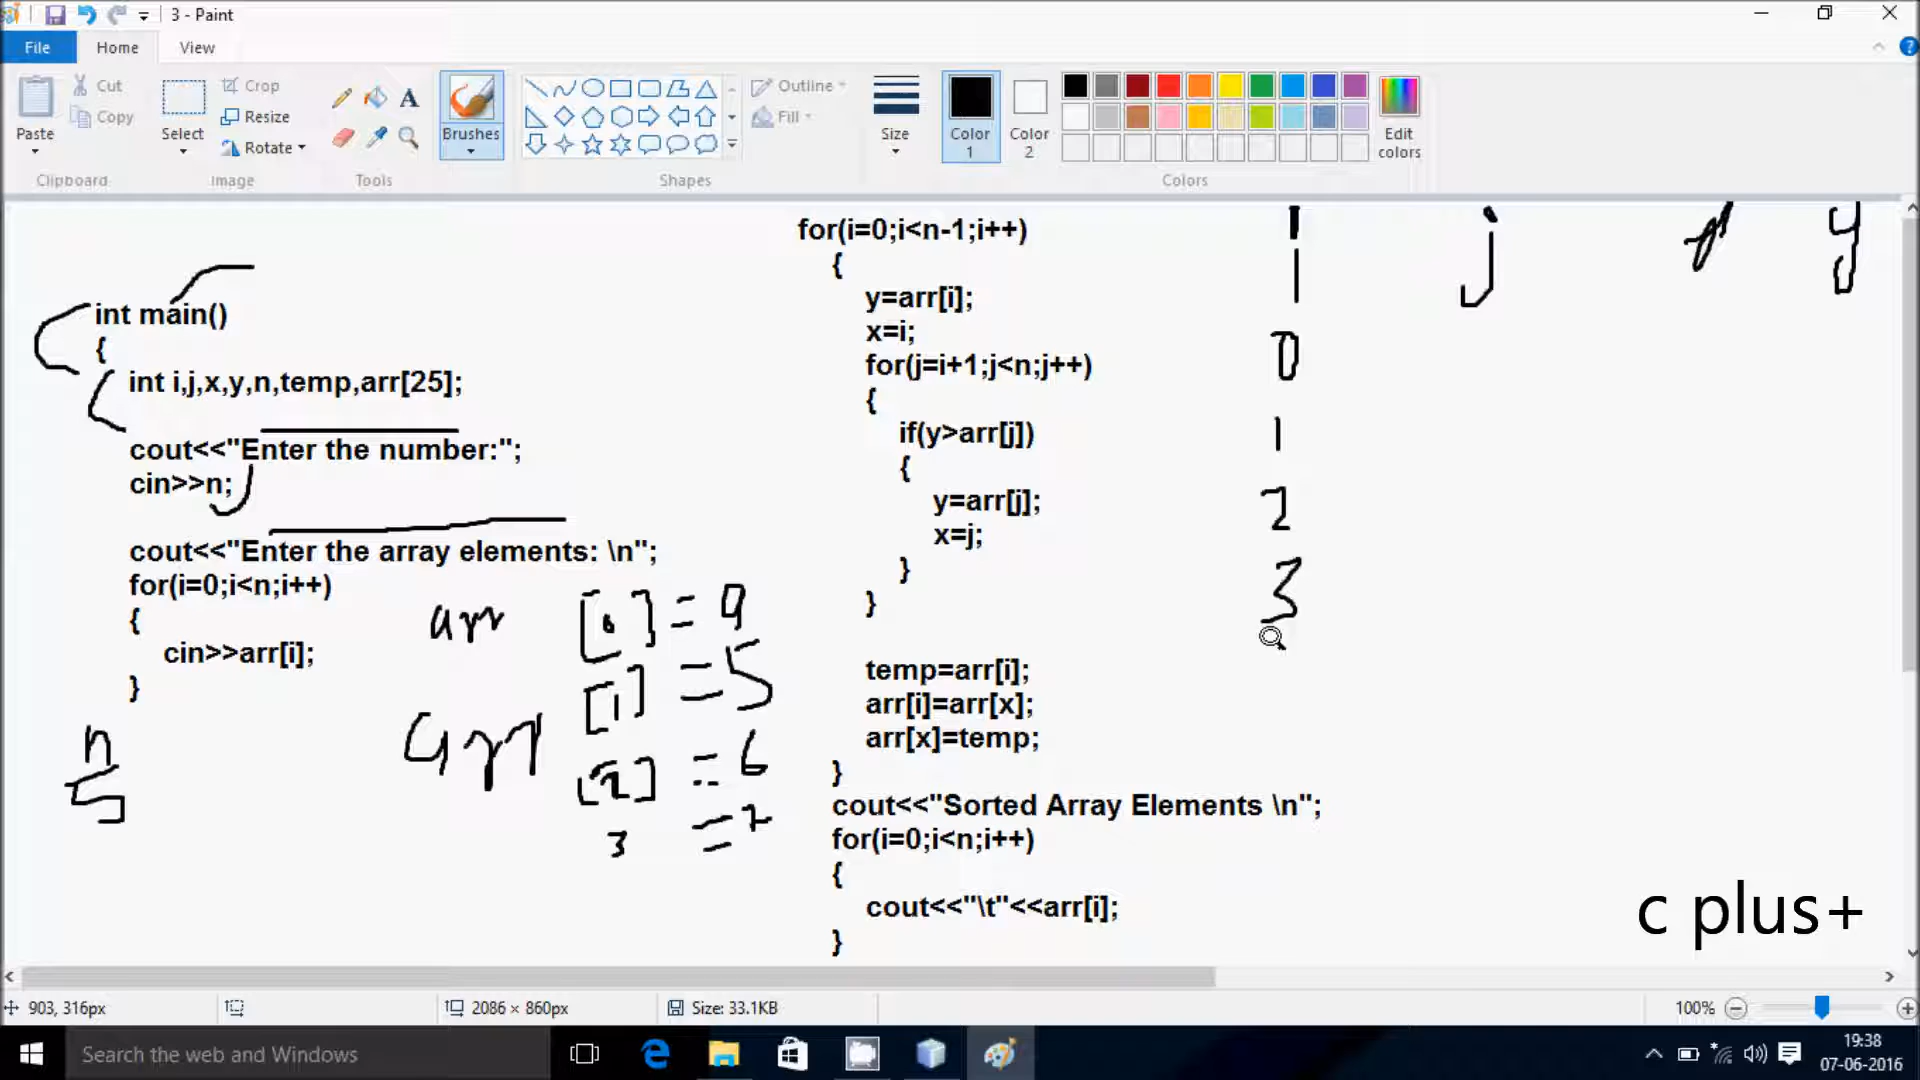 3 - Paint
File Home View
Paste
Cut
Copy
Clipboard
Select
Crop
Resize
Rotate
Image
Tools
Brushes
Shapes
Outline
Fill
Size
Color 1
Color 2
Colors
Edit colors
int main()
{
int i,j,x,y,n,temp,arr[25];
cout<<"Enter the number:";
cin>>n;
cout<<"Enter the array elements: \n";
for(i=0;i<n;i++)
{
cin>>arr[i];
}
n
5
arr [0] = 9
[1] = 5
arr
[2] = 6
3 = 7
for(i=0;i<n-1;i++)
{
y=arr[i];
x=i;
for(j=i+1;j<n;j++)
{
if(y>arr[j])
{
y=arr[j];
x=j;
}
}
temp=arr[i];
arr[i]=arr[x];
arr[x]=temp;
}
cout<<"Sorted Array Elements \n";
for(i=0;i<n;i++)
{
cout<<"\t"<<arr[i];
}
i j y
0
1
2
3
c plus+
903, 316px
2086 × 860px
Size: 33.1KB
100%
Search the web and Windows
19:38
07-06-2016